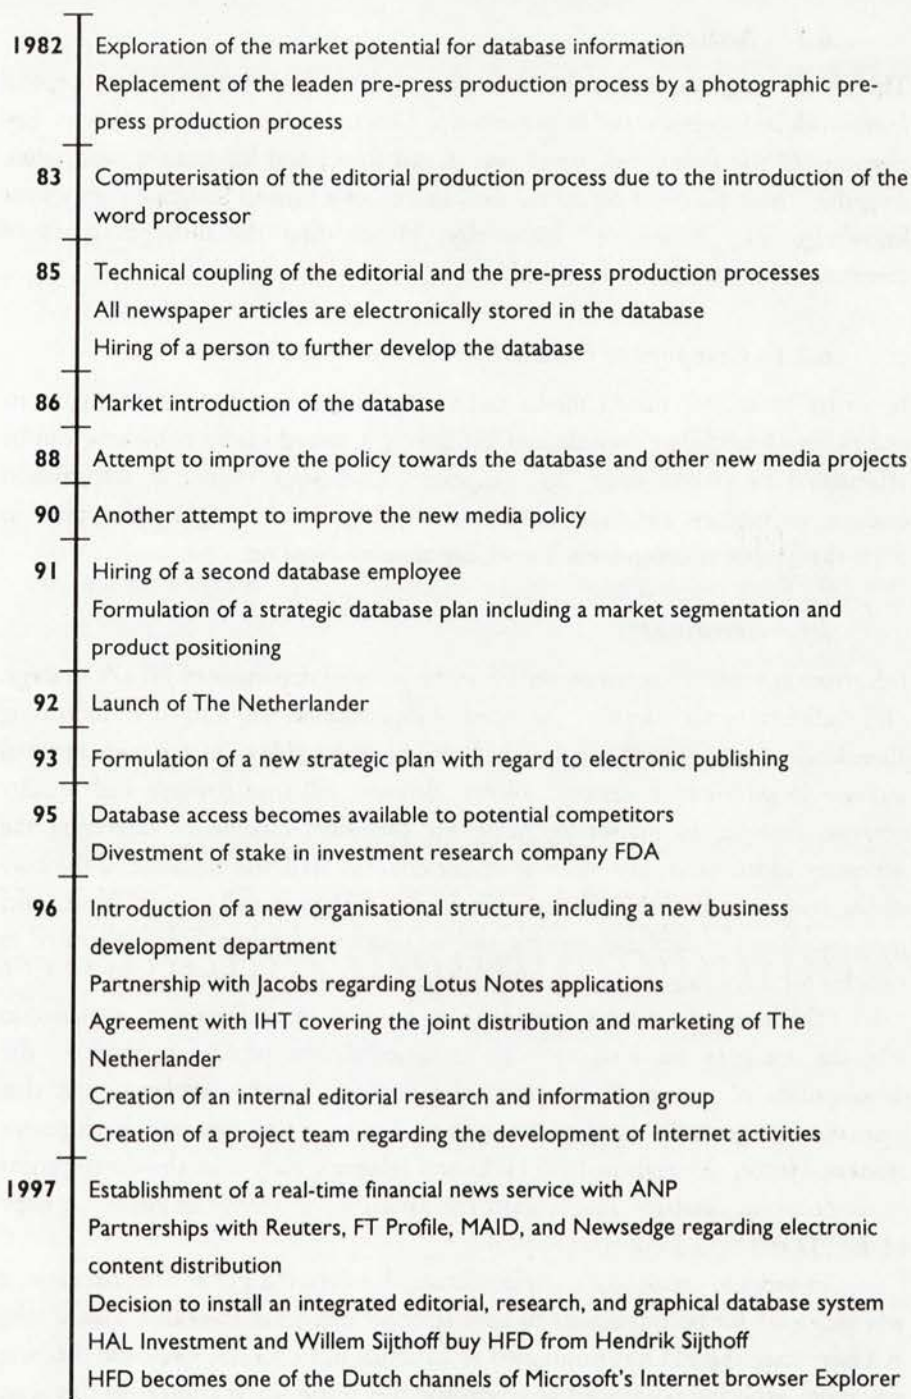 1982 Exploration of the market potential for database information
Replacement of the leaden pre-press production process by a photographic pre-
press production process
83 Computerisation of the editorial production process due to the introduction of the
word processor
85 Technical coupling of the editorial and the pre-press production processes
All newspaper articles are electronically stored in the database
Hiring of a person to further develop the database
86 Market introduction of the database
88 Attempt to improve the policy towards the database and other new media projects
90 Another attempt to improve the new media policy
91 Hiring of a second database employee
Formulation of a strategic database plan including a market segmentation and
product positioning
92 Launch of The Netherlander
93 Formulation of a new strategic plan with regard to electronic publishing
95 Database access becomes available to potential competitors
Divestment of stake in investment research company FDA
96 Introduction of a new organisational structure, including a new business
development department
Partnership with Jacobs regarding Lotus Notes applications
Agreement with IHT covering the joint distribution and marketing of The
Netherlander
Creation of an internal editorial research and information group
Creation of a project team regarding the development of Internet activities
1997 Establishment of a real-time financial news service with ANP
Partnerships with Reuters, FT Profile, MAID, and Newsedge regarding electronic
content distribution
Decision to install an integrated editorial, research, and graphical database system
HAL Investment and Willem Sijthoff buy HFD from Hendrik Sijthoff
HFD becomes one of the Dutch channels of Microsoft's Internet browser Explorer